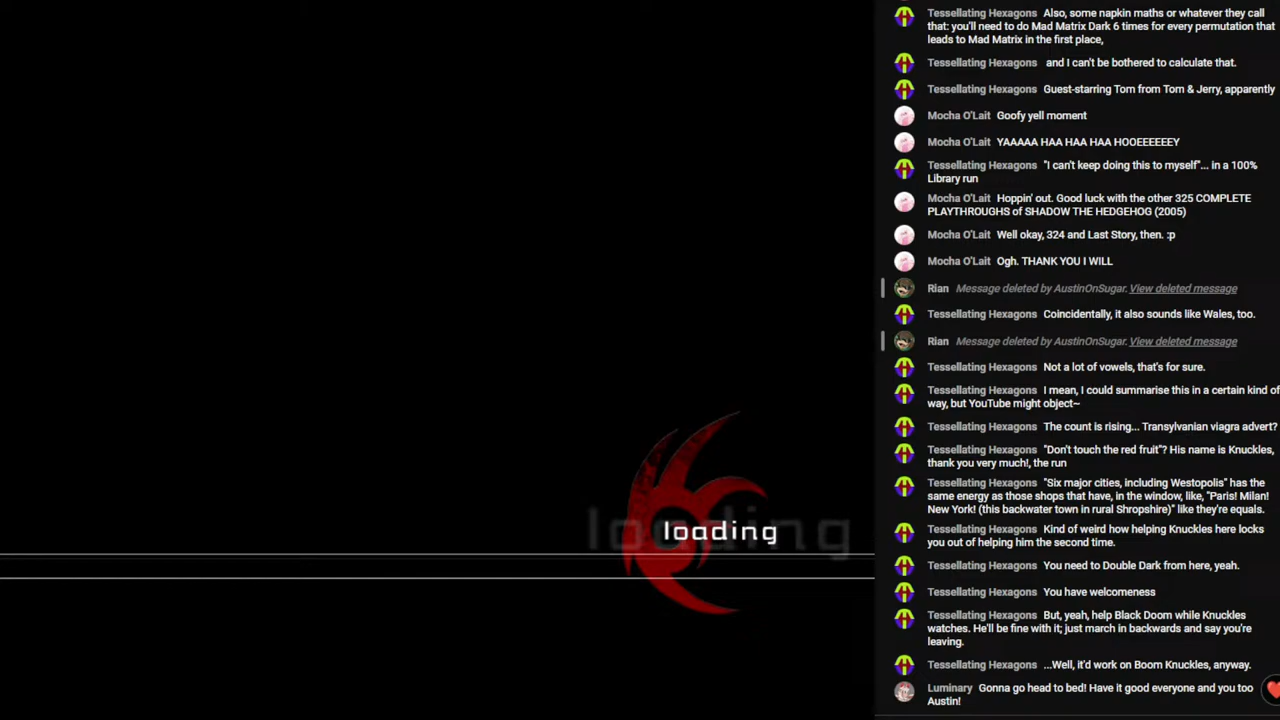 Tessellating Hexagons Also, some napkin maths or whatever they call
that: you'll need to do Mad Matrix Dark 6 times for every permutation that
leads to Mad Matrix in the first place,
Tessellating Hexagons and I can't be bothered to calculate that.
Tessellating Hexagons Guest-starring Tom from Tom & Jerry, apparently
Mocha O'Lait Goofy yell moment
Mocha O'Lait YAAAAA HAA HAA HAA HOOEEEEEEY
Tessellating Hexagons "I can't keep doing this to myself"... in a 100%
Library run
Mocha O'Lait Hoppin' out. Good luck with the other 325 COMPLETE
PLAYTHROUGHS of SHADOW THE HEDGEHOG (2005)
Mocha O'Lait Well okay, 324 and Last Story, then. :p
Mocha O'Lait Ogh. THANK YOU I WILL
Rian Message deleted by AustinOnSugar. View deleted message
Tessellating Hexagons Coincidentally, it also sounds like Wales, too.
Rian Message deleted by AustinOnSugar. View deleted message
Tessellating Hexagons Not a lot of vowels, that's for sure.
Tessellating Hexagons I mean, I could summarise this in a certain kind of
way, but YouTube might object~
Tessellating Hexagons The count is rising... Transylvanian viagra advert?
Tessellating Hexagons "Don't touch the red fruit"? His name is Knuckles,
thank you very much!, the run
Tessellating Hexagons "Six major cities, including Westopolis" has the
same energy as those shops that have, in the window, like, "Paris! Milan!
New York! (this backwater town in rural Shropshire)" like they're equals.
Tessellating Hexagons Kind of weird how helping Knuckles here locks
you out of helping him the second time.
Tessellating Hexagons You need to Double Dark from here, yeah.
Tessellating Hexagons You have welcomeness
Tessellating Hexagons But, yeah, help Black Doom while Knuckles
watches. He'll be fine with it; just march in backwards and say you're
leaving.
Tessellating Hexagons ...Well, it'd work on Boom Knuckles, anyway.
Luminary Gonna go head to bed! Have it good everyone and you too
Austin!
loading
loading